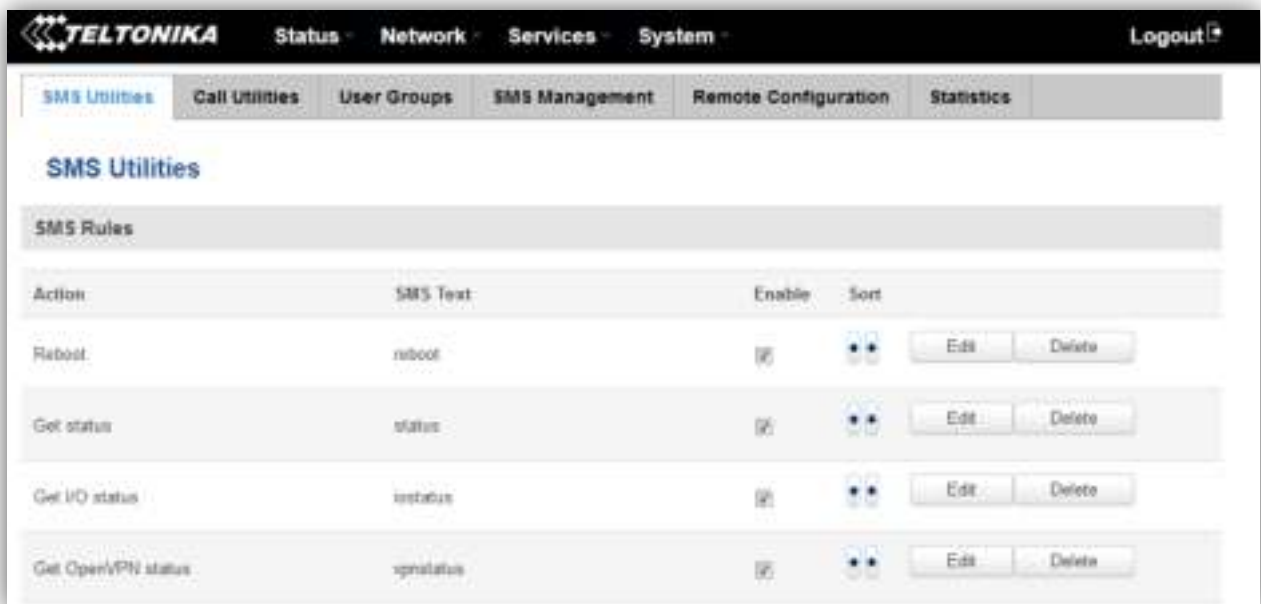 TELTONIKA Status Network Services System Logout
SMS Utilities Call Utilities User Groups SMS Management Remote Configuration Statistics
SMS Utilities
SMS Rules
Action SMS Text Enable Sort
Reboot reboot Edit Delete
Get status status Edit Delete
Get I/O status iostatus Edit Delete
Get OpenVPN status vpnstatus Edit Delete